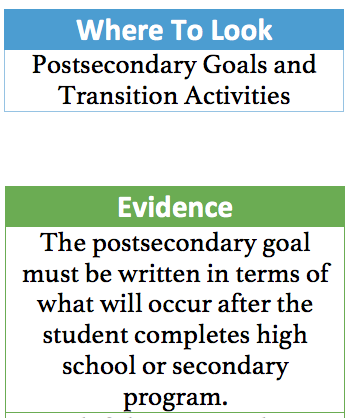 Where To Look
Postsecondary Goals and
Transition Activities
Evidence
The postsecondary goal
must be written in terms of
what will occur after the
student completes high
school or secondary
program.